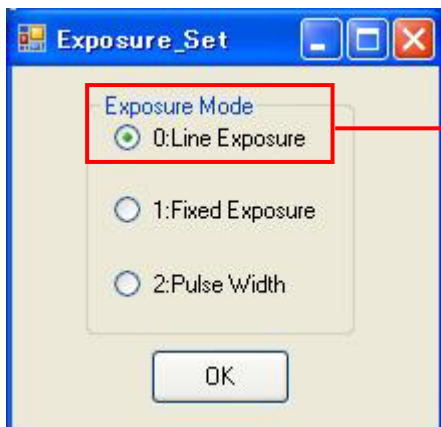 Exposure_Set
Exposure Mode
0:Line Exposure
1:Fixed Exposure
2:Pulse Width
OK